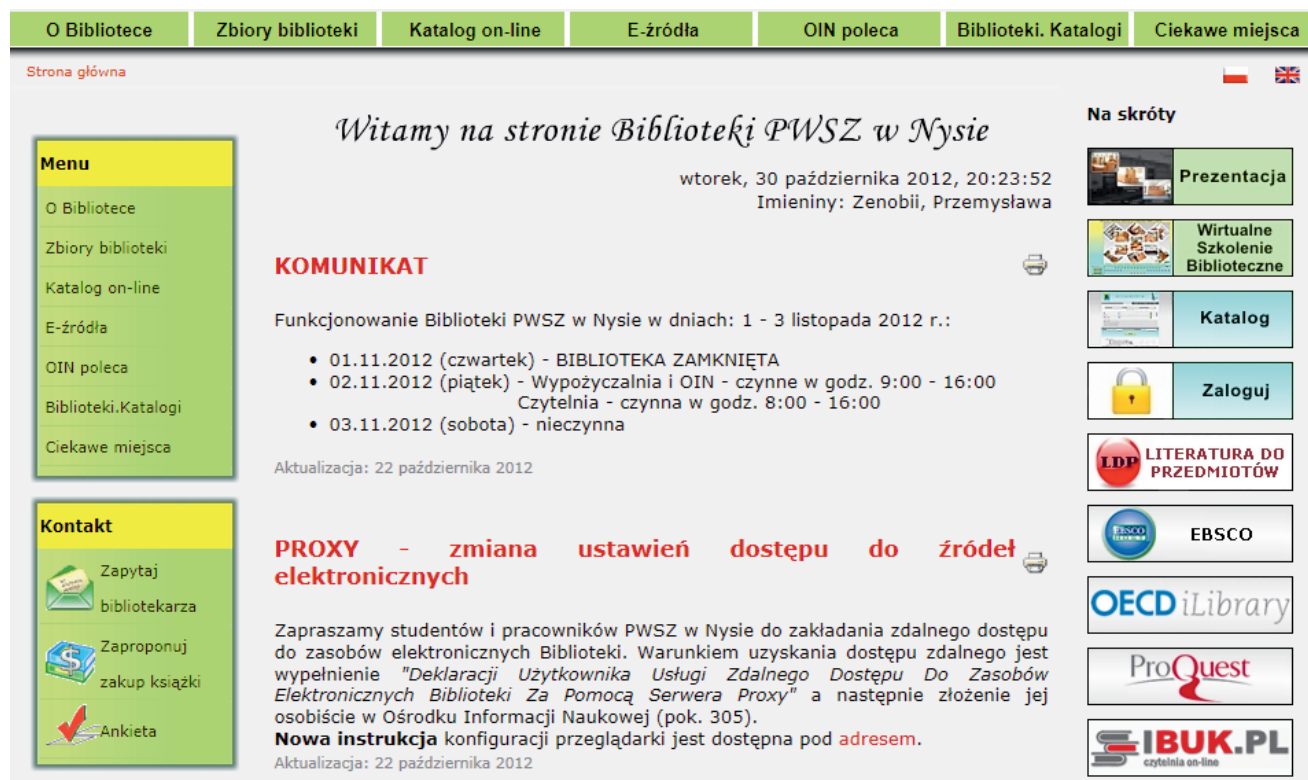 O Bibliotece
Zbiory biblioteki
Katalog on-line
E-źródła
OIN poleca
Biblioteki. Katalogi
Ciekawe miejsca
Strona główna
Menu
O Bibliotece
Zbiory biblioteki
Katalog on-line
E-źródła
OIN poleca
Biblioteki.Katalogi
Ciekawe miejsca
Kontakt
Zapytaj
bibliotekarza
Zaproponuj
zakup książki
Ankieta
Witamy na stronie Biblioteki PWSZ w Nysie
wtorek, 30 października 2012, 20:23:52
Imieniny: Zenobii, Przemysława
KOMUNIKAT
Funkcjonowanie Biblioteki PWSZ w Nysie w dniach: 1 - 3 listopada 2012 r.:
• 01.11.2012 (czwartek) - BIBLIOTEKA ZAMKNIĘTA
• 02.11.2012 (piątek) - Wypożyczalnia i OIN - czynne w godz. 9:00 - 16:00
Czytelnia - czynna w godz. 8:00 - 16:00
• 03.11.2012 (sobota) - nieczynna
Aktualizacja: 22 października 2012
PROXY - zmiana ustawień dostępu do źródeł
elektronicznych
Zapraszamy studentów i pracowników PWSZ w Nysie do zakładania zdalnego dostępu
do zasobów elektronicznych Biblioteki. Warunkiem uzyskania dostępu zdalnego jest
wypełnienie "Deklaracji Użytkownika Usługi Zdalnego Dostępu Do Zasobów
Elektronicznych Biblioteki Za Pomocą Serwera Proxy" a następnie złożenie jej
osobiście w Ośrodku Informacji Naukowej (pok. 305).
Nowa instrukcja konfiguracji przeglądarki jest dostępna pod adresem.
Aktualizacja: 22 października 2012
Na skróty
Prezentacja
Wirtualne
Szkolenie
Biblioteczne
Katalog
Zaloguj
LDP
LITERATURA DO
PRZEDMIOTÓW
EBSCO
EBSCO
OECD iLibrary
ProQuest
IBUK.PL
czytelnia on-line